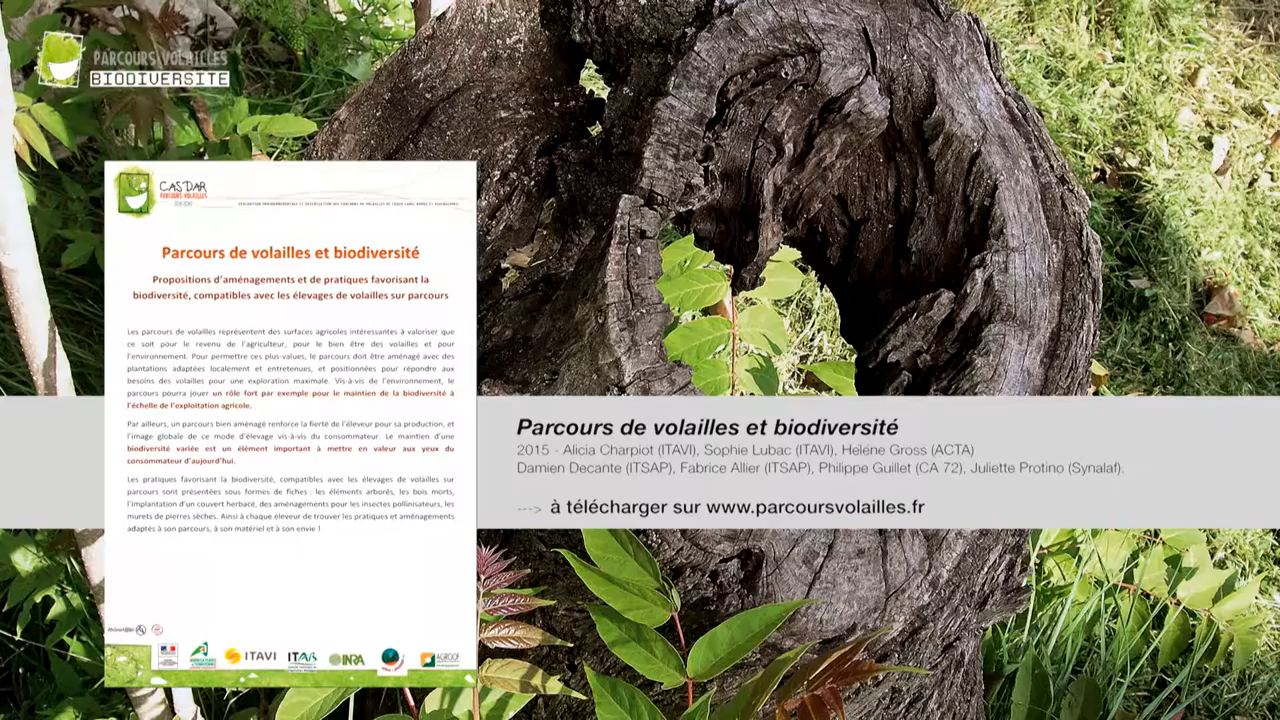 PARCOURS VOLAILLES
BIODIVERSITE
CASDAR
PARCOURS VOLAILLES
Parcours de volailles et biodiversité
Propositions d'aménagements et de pratiques favorisant la
biodiversité, compatibles avec les élevages de volailles sur parcours
Les parcours de volailles représentent des surfaces agricoles intéressantes à valoriser que
ce soit pour le revenu de l'agriculteur, pour le bien être des volailles et pour
l'environnement. Pour permettre ces plus-values, le parcours doit être aménagé avec des
plantations adaptées localement et entretenues, et positionnées pour répondre aux
besoins des volailles pour une exploration maximale. Vis-à-vis de l'environnement, le
parcours pourra jouer un rôle fort par exemple pour le maintien de la biodiversité à
l'échelle de l'exploitation agricole.
Par ailleurs, un parcours bien aménagé renforce la fierté de l'éleveur pour sa production, et
l'image globale de ce mode d'élevage vis-à-vis du consommateur. Le maintien d'une
biodiversité variée est un élément important à mettre en valeur aux yeux du
consommateur d'aujourd'hui.
Les pratiques favorisant la biodiversité, compatibles avec les élevages de volailles sur
parcours sont présentées sous formes de fiches : les éléments arborés, les bois morts,
l'implantation d'un couvert herbacé, des aménagements pour les insectes pollinisateurs, les
murets de pierres sèches. Ainsi à chaque éleveur de trouver les pratiques et aménagements
adaptés à son parcours, à son matériel et à son envie !
ITAVI
ITAB
INRA
AGROOF
Parcours de volailles et biodiversité
2015 - Alicia Charpiot (ITAVI), Sophie Lubac (ITAVI), Heléne Gross (ACTA)
Damien Decante (ITSAP), Fabrice Allier (ITSAP), Philippe Guillet (CA 72), Juliette Protino (Synalaf).
---> à télécharger sur www.parcoursvolailles.fr